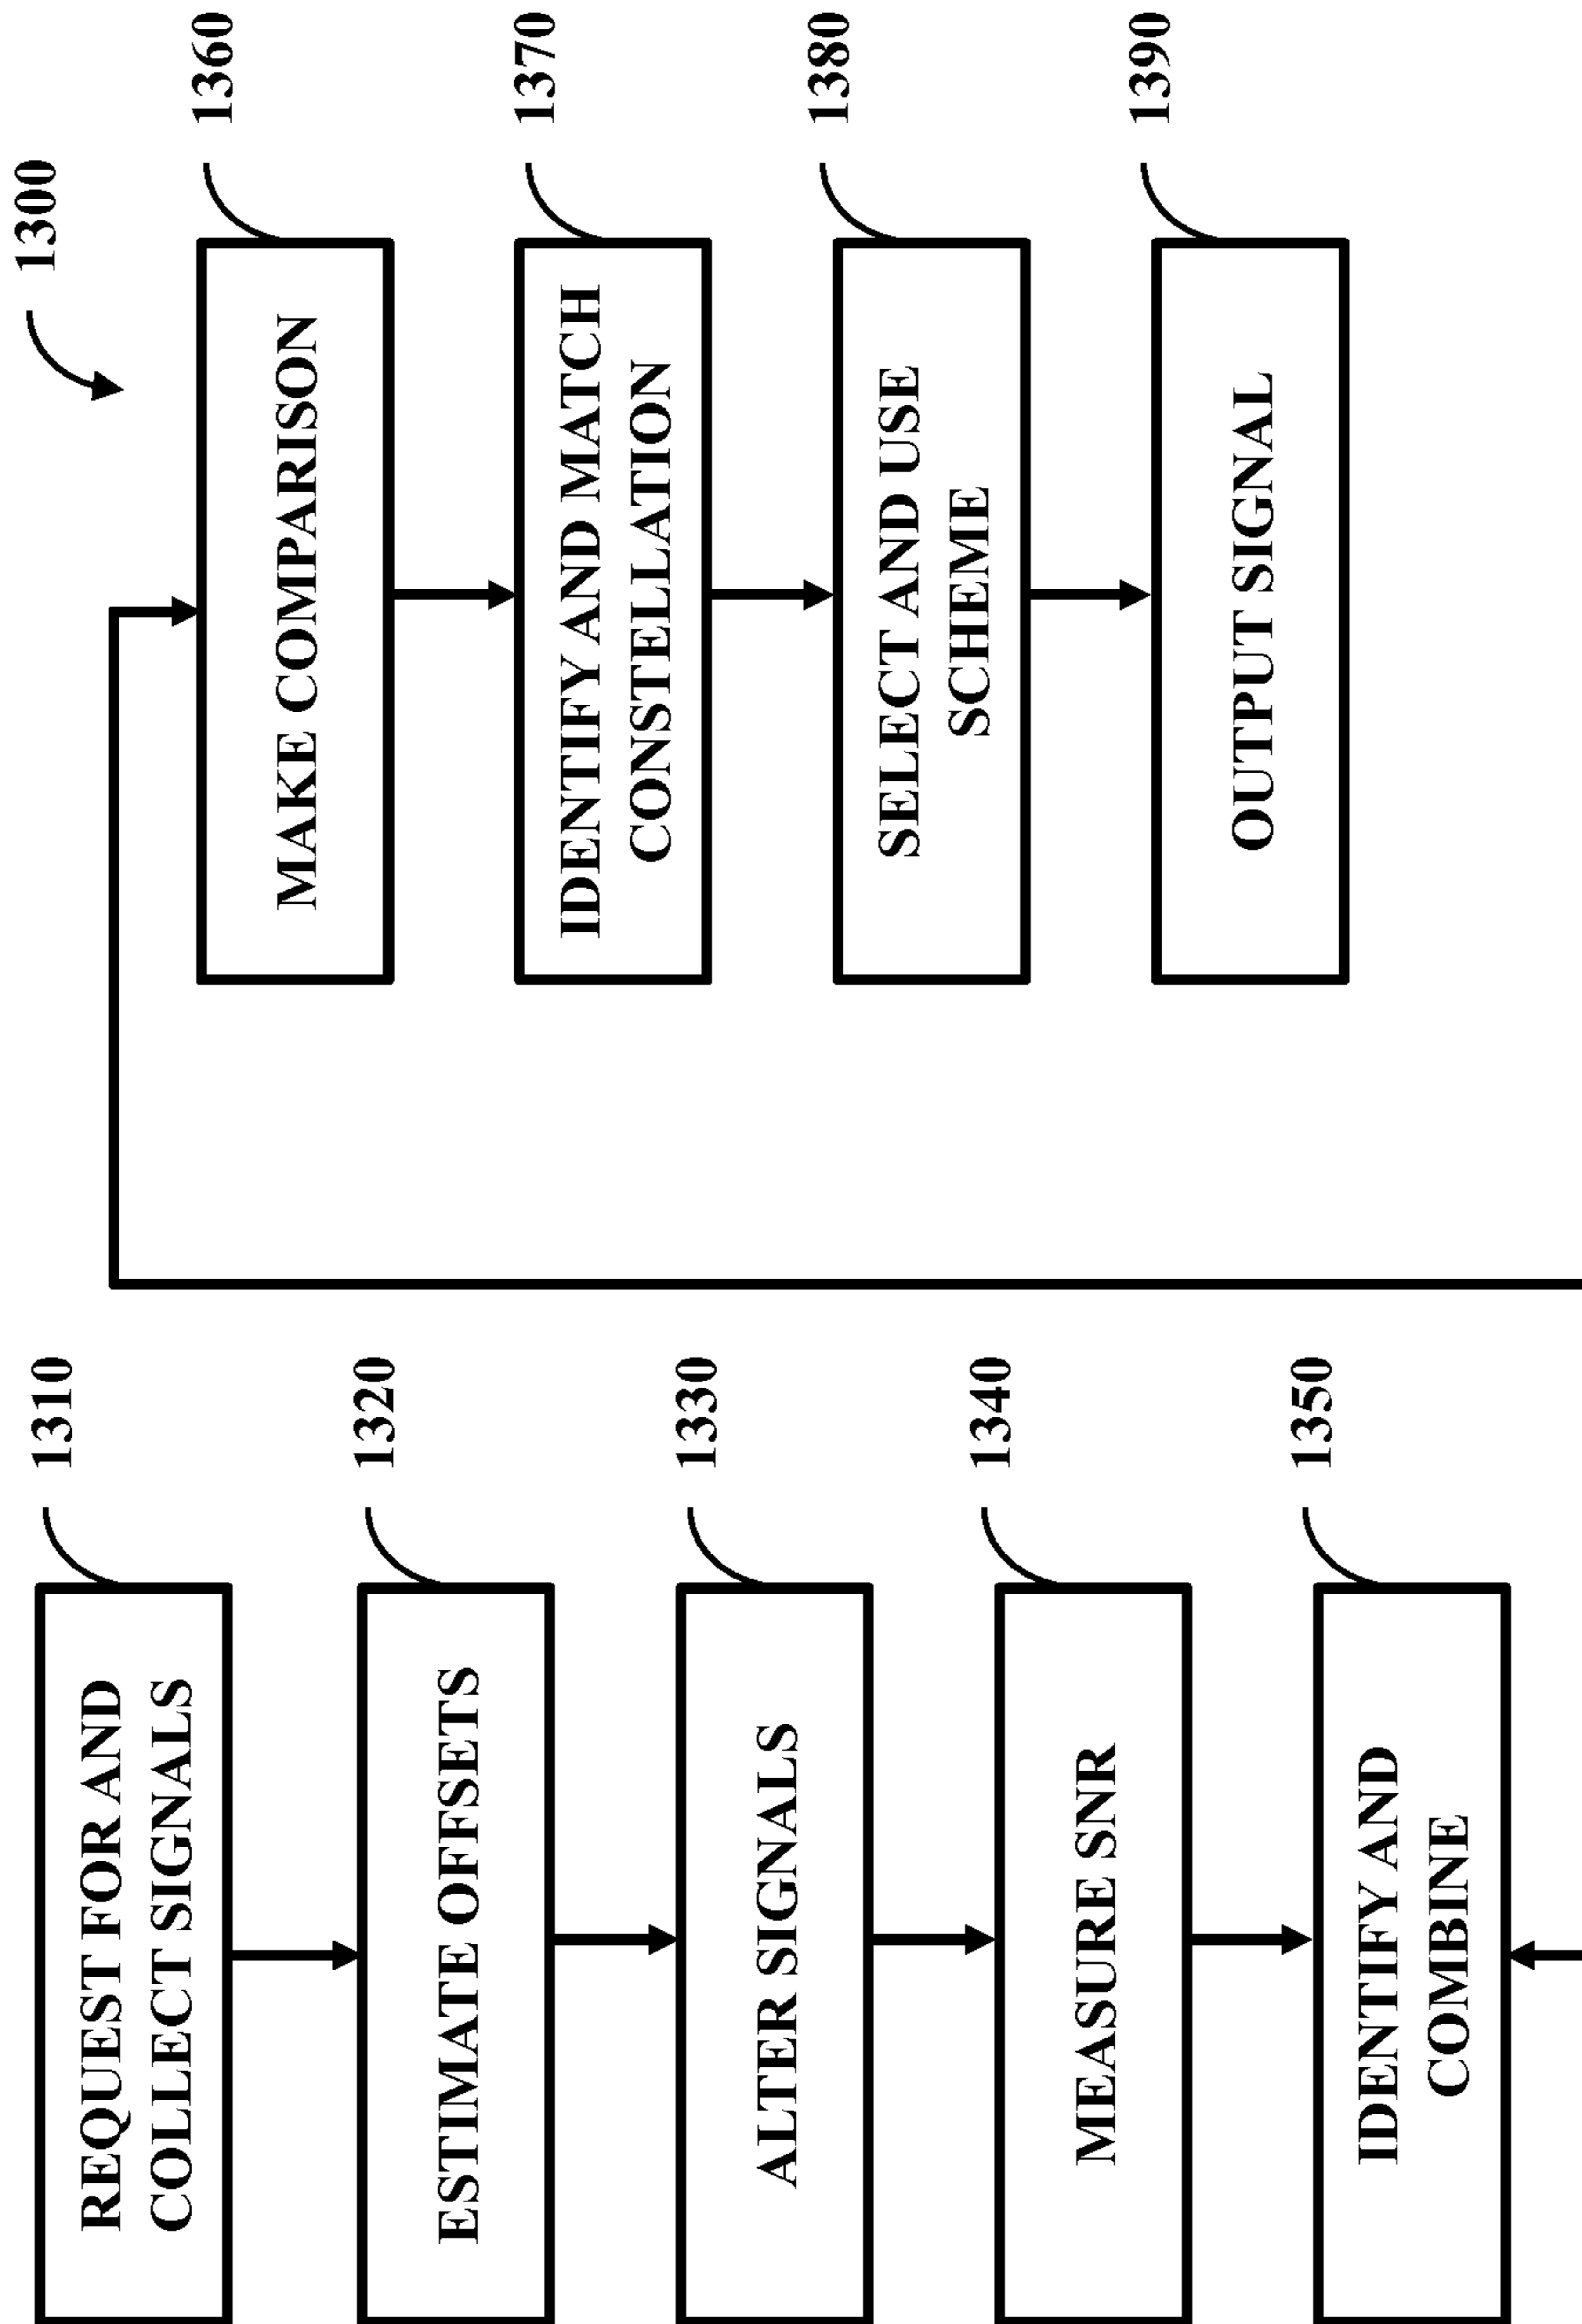 1300
1310
REQUEST FOR AND
COLLECT SIGNALS
1320
ESTIMATE OFFSETS
1330
ALTER SIGNALS
1340
MEASURE SNR
1350
IDENTIFY AND
COMBINE
1360
MAKE COMPARISON
1370
IDENTIFY AND MATCH
CONSTELLATION
1380
SELECT AND USE
SCHEME
1390
OUTPUT SIGNAL